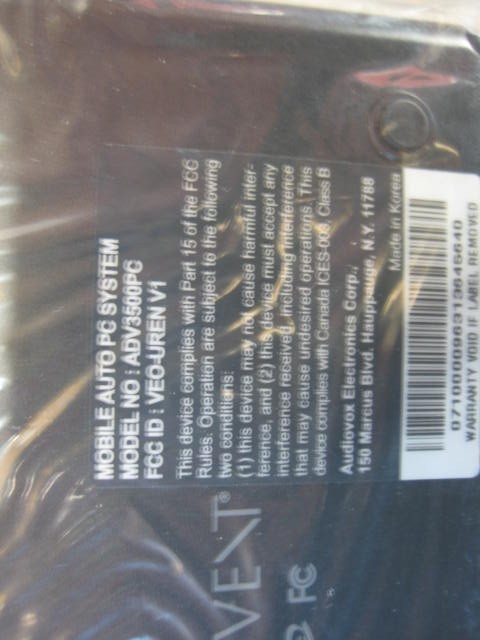 MOBILE AUTO PC SYSTEM
MODEL NO : ADV3500PC
FCC ID : VEO-UREN V1
This device complies with Part 15 of the FCC
Rules. Operation are subject to the following
two conditions:
(1) this device may not cause harmful inter-
ference, and (2) this device must accept any
interference received, including interference
that may cause undesired operations. This
device complies with Canada ICES-003, Class B
Audiovox Electronics Corp.,
150 Marcus Blvd. Hauppauge, N.Y. 11788
Made in Korea
071000096313645640
WARRANTY VOID IF LABEL REMOVED
VENT®
FC